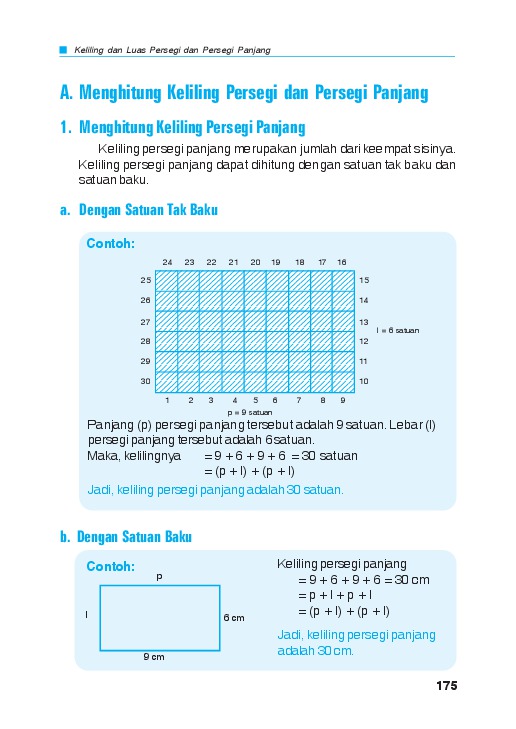 Keliling dan Luas Persegi dan Persegi Panjang
A. Menghitung Keliling Persegi dan Persegi Panjang
1. Menghitung Keliling Persegi Panjang
Keliling persegi panjang merupakan jumlah dari keempat sisinya.
Keliling persegi panjang dapat dihitung dengan satuan tak baku dan
satuan baku.
a. Dengan Satuan Tak Baku
Contoh:
24 23 22 21 20 19 18 17 16
25 15
26 14
27 13
l = 6 satuan
28 12
29 11
30 10
1 2 3 4 5 6 7 8 9
p = 9 satuan
Panjang (p) persegi panjang tersebut adalah 9 satuan. Lebar (l)
persegi panjang tersebut adalah 6 satuan.
Maka, kelilingnya = 9 + 6 + 9 + 6 = 30 satuan
= (p + l) + (p + l)
Jadi, keliling persegi panjang adalah 30 satuan.
b. Dengan Satuan Baku
Contoh:
p
l
6 cm
9 cm
Keliling persegi panjang
= 9 + 6 + 9 + 6 = 30 cm
= p + l + p + l
= (p + l) + (p + l)
Jadi, keliling persegi panjang
adalah 30 cm.
175